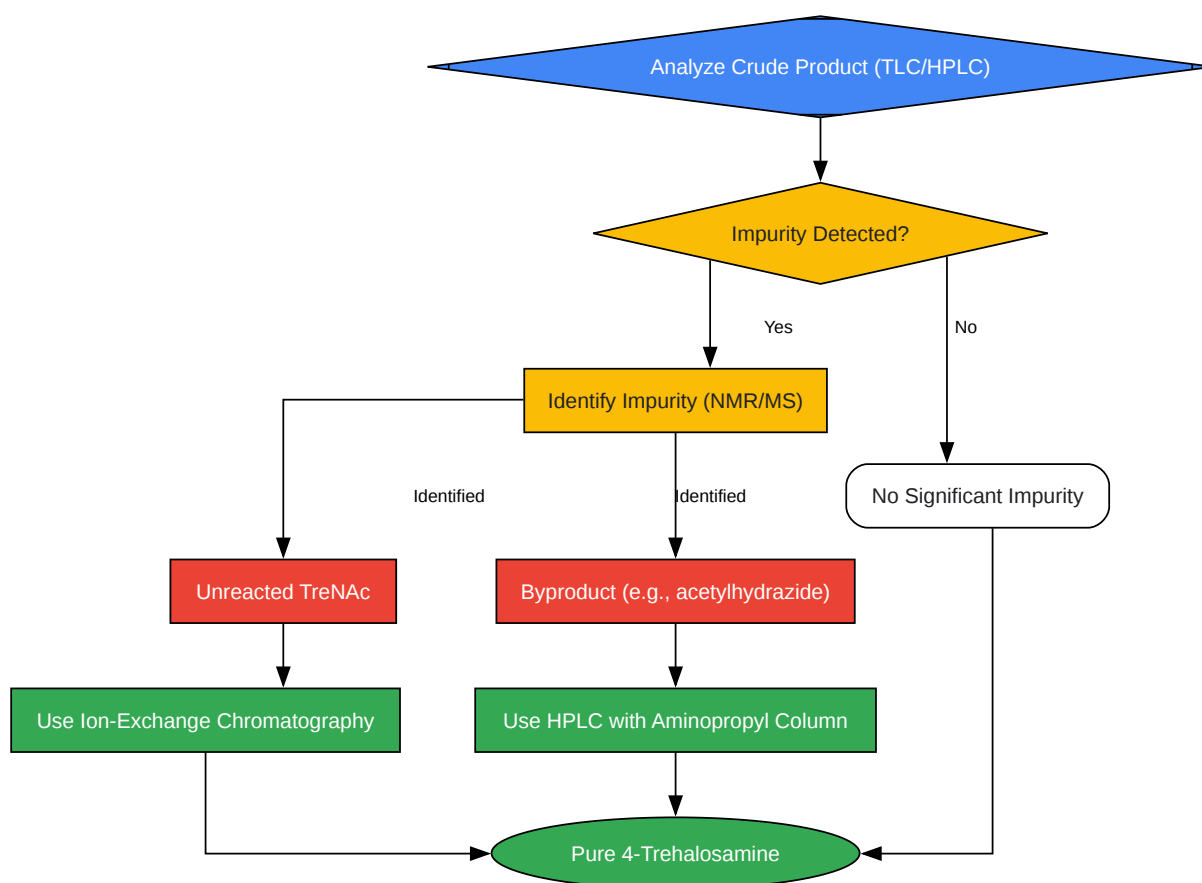 Analyze Crude Product (TLC/HPLC)
Impurity Detected?
Yes
No
Identify Impurity (NMR/MS)
Identified
Identified
No Significant Impurity
Unreacted TreNAc
Byproduct (e.g., acetylhydrazide)
Use Ion-Exchange Chromatography
Use HPLC with Aminopropyl Column
Pure 4-Trehalosamine